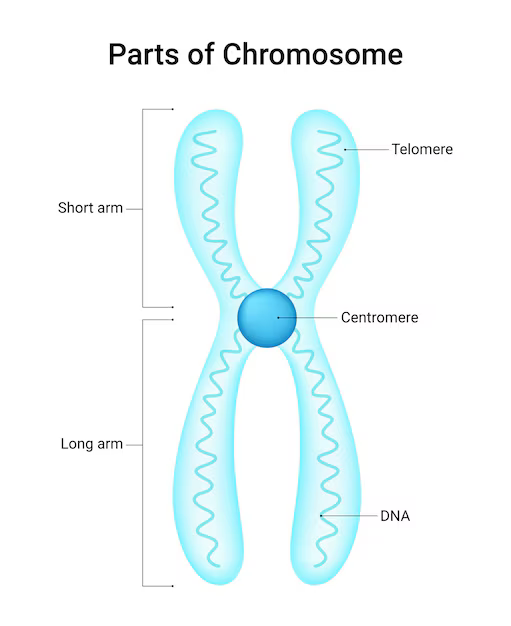 Parts of Chromosome
Telomere
Short arm
Centromere
Long arm
DNA